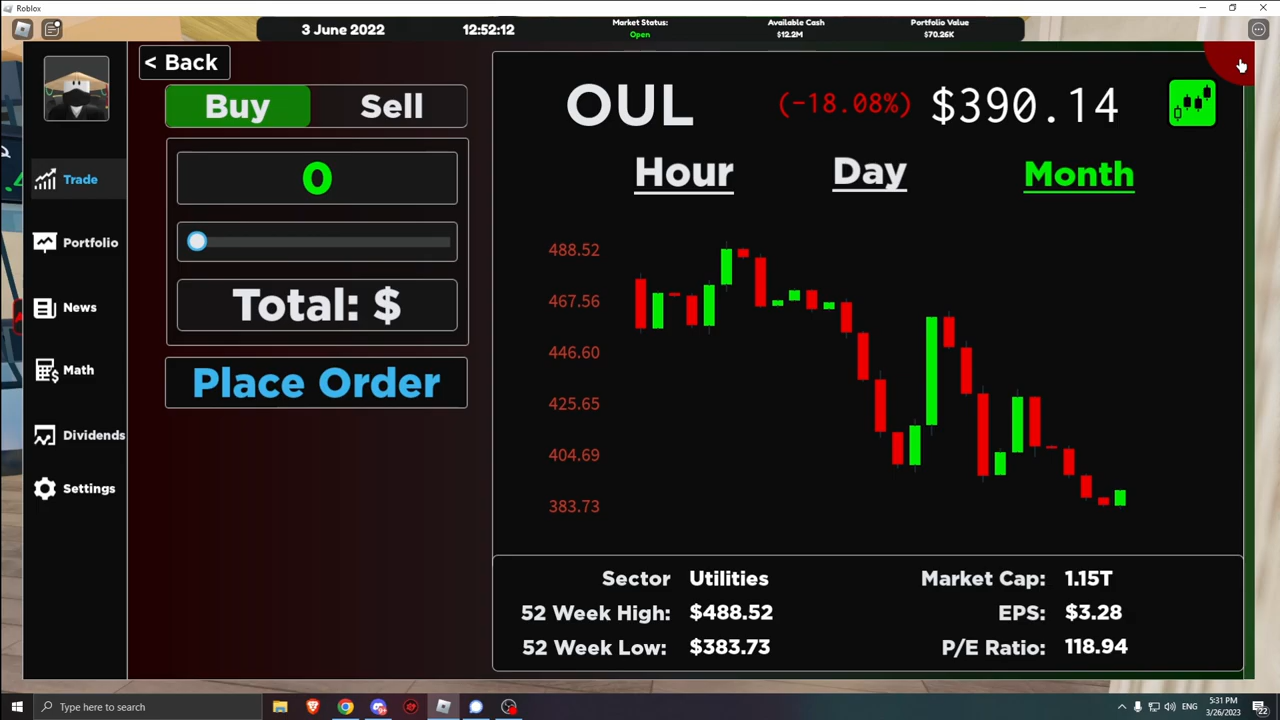 Roblox
3 June 2022
12:52:12
Market Status:
Open
Available Cash
$12.2M
Portfolio Value
$70.26K
< Back
Buy
Sell
0
Total: $
Place Order
Trade
Portfolio
News
Math
Dividends
Settings
OUL
(-18.08%)
$390.14
Hour
Day
Month
488.52
467.56
446.60
425.65
404.69
383.73
Sector Utilities
52 Week High: $488.52
52 Week Low: $383.73
Market Cap: 1.15T
EPS: $3.28
P/E Ratio: 118.94
Type here to search
ENG
5:31 PM
3/26/2023
22